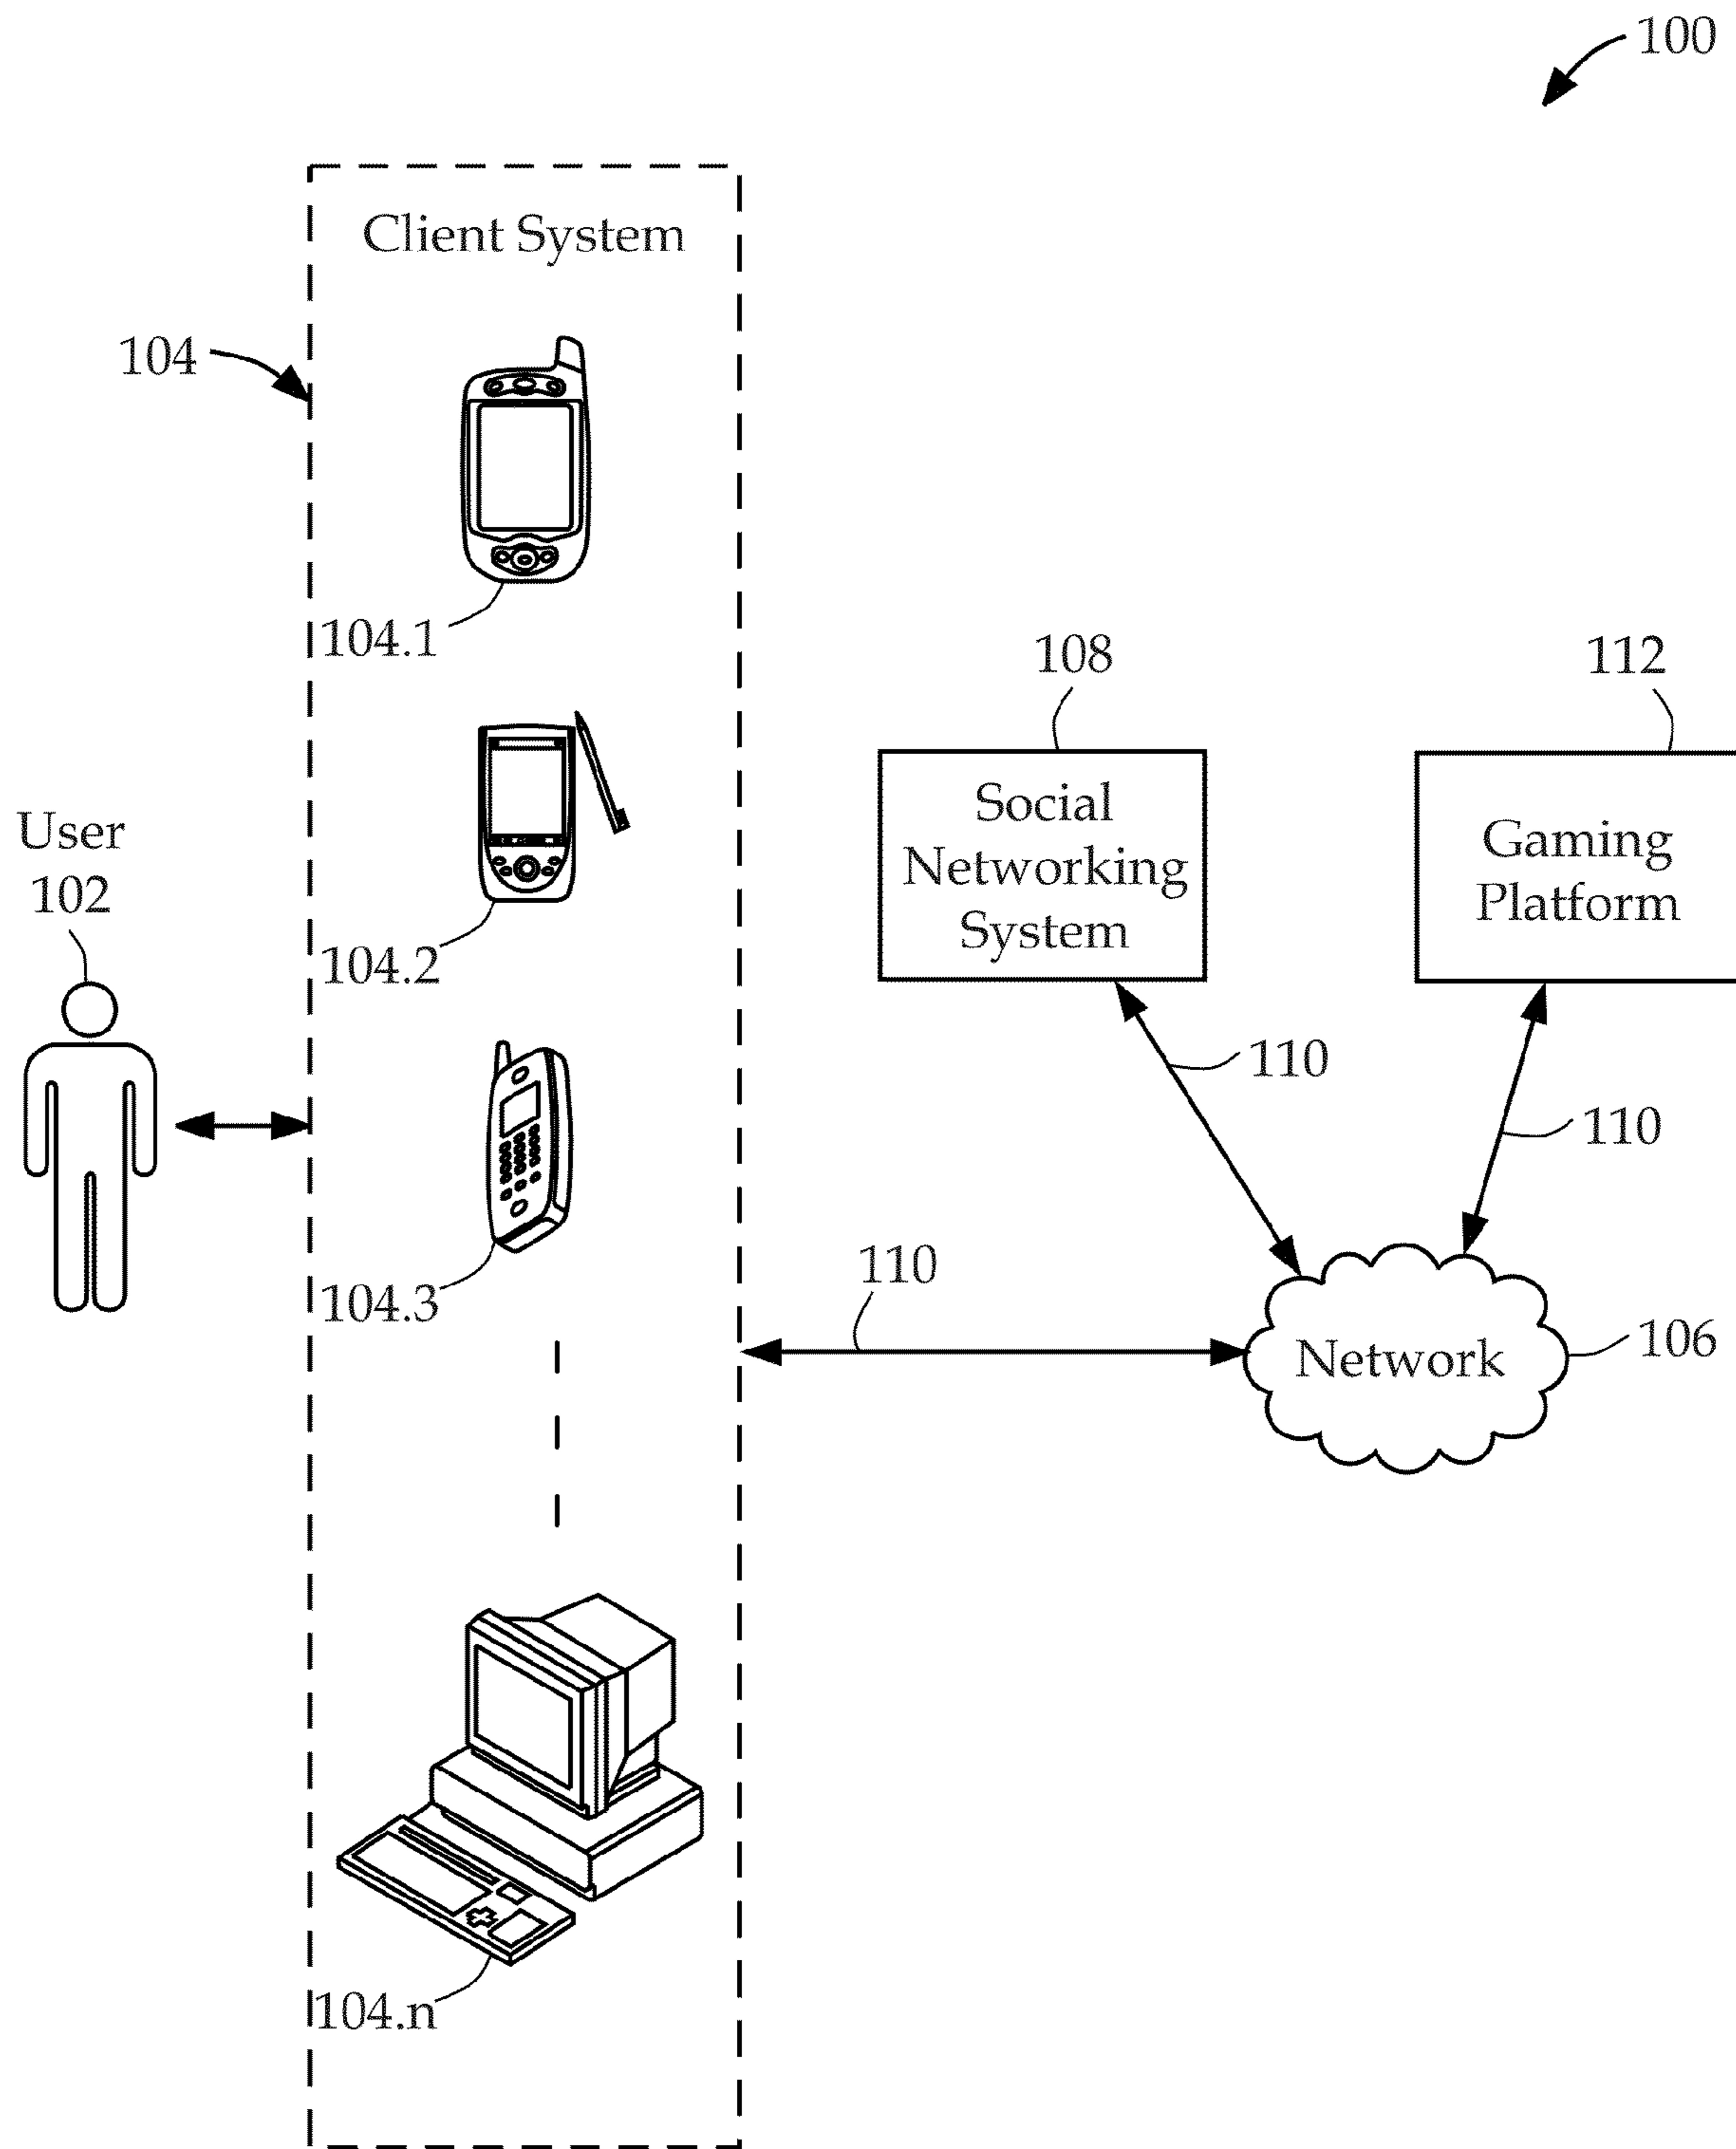 100
Client System
104
104.1
108
112
Social
Networking
System
Gaming
Platform
User
102
104.2
110
110
110
104.3
Network
106
104.n